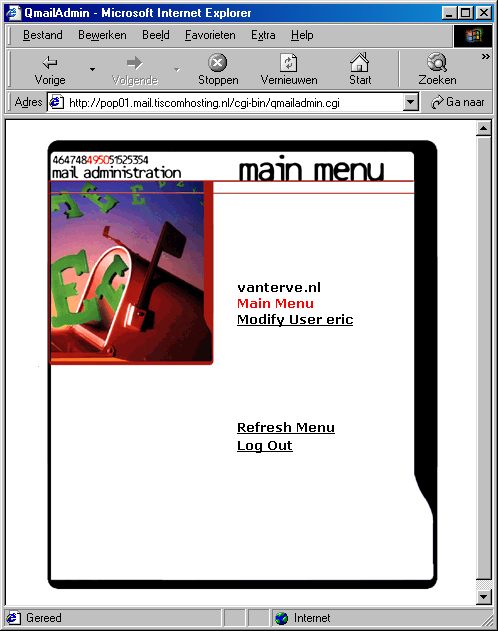 QmailAdmin - Microsoft Internet Explorer
Bestand Bewerken Beeld Favorieten Extra Help
Vorige Volgende Stoppen Vernieuwen Start Zoeken
Adres http://pop01.mail.tiscomhosting.nl/cgi-bin/qmailadmin.cgi Ga naar
464748495051525354
mail administration main menu
vanterve.nl
Main Menu
Modify User eric
Refresh Menu
Log Out
Gereed Internet